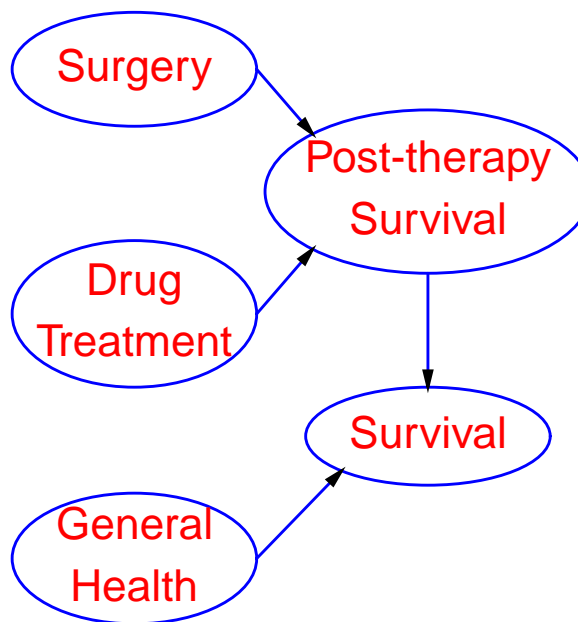 Surgery
Post-therapy
Survival
Drug
Treatment
Survival
General
Health